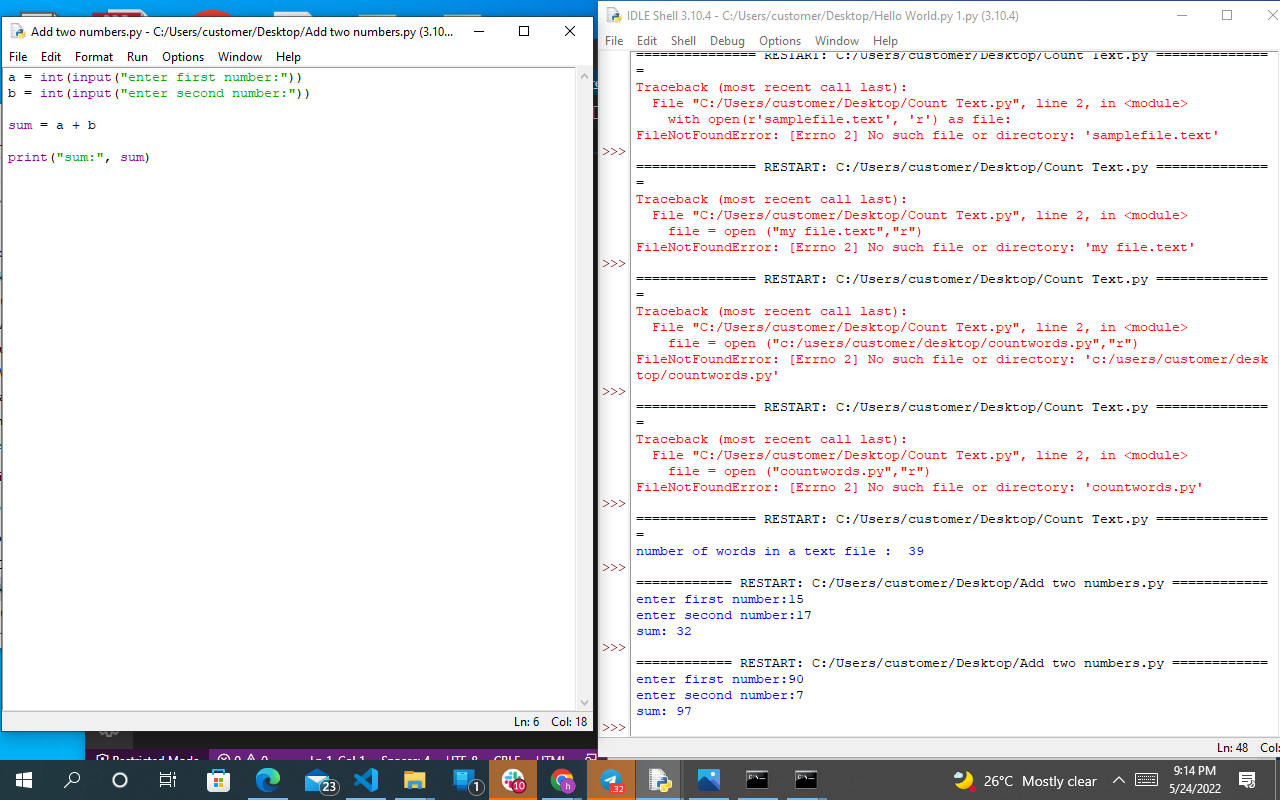 Add two numbers.py - C:/Users/customer/Desktop/Add two numbers.py (3.10...
File Edit Format Run Options Window Help
a = int(input("enter first number:"))
b = int(input("enter second number:"))
sum = a + b
print("sum:", sum)
Ln: 6 Col: 18
IDLE Shell 3.10.4 - C:/Users/customer/Desktop/Hello World.py 1.py (3.10.4)
File Edit Shell Debug Options Window Help
=============== RESTART: C:/Users/customer/Desktop/Count Text.py ==============
=
Traceback (most recent call last):
  File "C:/Users/customer/Desktop/Count Text.py", line 2, in <module>
    with open(r'samplefile.text', 'r') as file:
FileNotFoundError: [Errno 2] No such file or directory: 'samplefile.text'
>>>
=============== RESTART: C:/Users/customer/Desktop/Count Text.py ==============
=
Traceback (most recent call last):
  File "C:/Users/customer/Desktop/Count Text.py", line 2, in <module>
    file = open ("my file.text","r")
FileNotFoundError: [Errno 2] No such file or directory: 'my file.text'
>>>
=============== RESTART: C:/Users/customer/Desktop/Count Text.py ==============
=
Traceback (most recent call last):
  File "C:/Users/customer/Desktop/Count Text.py", line 2, in <module>
    file = open ("c:/users/customer/desktop/countwords.py","r")
FileNotFoundError: [Errno 2] No such file or directory: 'c:/users/customer/desk
top/countwords.py'
>>>
=============== RESTART: C:/Users/customer/Desktop/Count Text.py ==============
=
Traceback (most recent call last):
  File "C:/Users/customer/Desktop/Count Text.py", line 2, in <module>
    file = open ("countwords.py","r")
FileNotFoundError: [Errno 2] No such file or directory: 'countwords.py'
>>>
=============== RESTART: C:/Users/customer/Desktop/Count Text.py ==============
=
number of words in a text file :  39
>>>
============ RESTART: C:/Users/customer/Desktop/Add two numbers.py ============
enter first number:15
enter second number:17
sum: 32
>>>
============ RESTART: C:/Users/customer/Desktop/Add two numbers.py ============
enter first number:90
enter second number:7
sum: 97
>>>
Ln: 48 Col:
Restricted Mode 0 0 Ln 1, Col 1 Spaces: 4 UTF-8 CRLF HTML
23 1 10 h 32 26°C Mostly clear 9:14 PM
5/24/2022